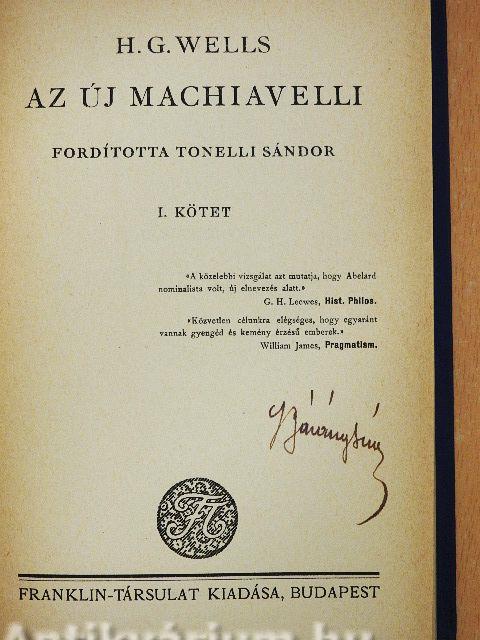 H. G. WELLS
AZ ÚJ MACHIAVELLI
FORDÍTOTTA TONELLI SÁNDOR
I. KÖTET
«A közelebbi vizsgálat azt mutatja, hogy Abelard
nominalista volt, új elnevezés alatt.»
G. H. Leewes, Hist. Philos.
«Közvetlen célunkra elégséges, hogy egyaránt
vannak gyengéd és kemény érzésű emberek.»
William James, Pragmatism.
FRANKLIN-TÁRSULAT KIADÁSA, BUDAPEST
Antikvárium.hu